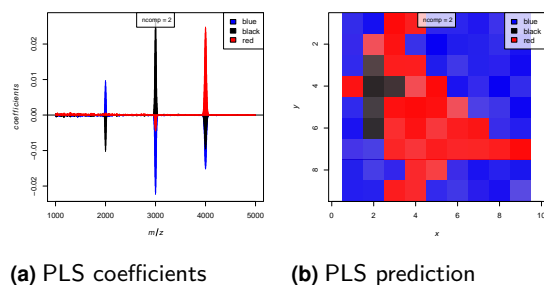 ncomp = 2
blue
black
red
coefficients
0.02
0.01
0.00
−0.01
−0.02
1000 2000 3000 4000 5000
m/z
(a) PLS coefficients
ncomp = 2
blue
black
red
y
2
4
6
8
0 2 4 6 8 10
x
(b) PLS prediction